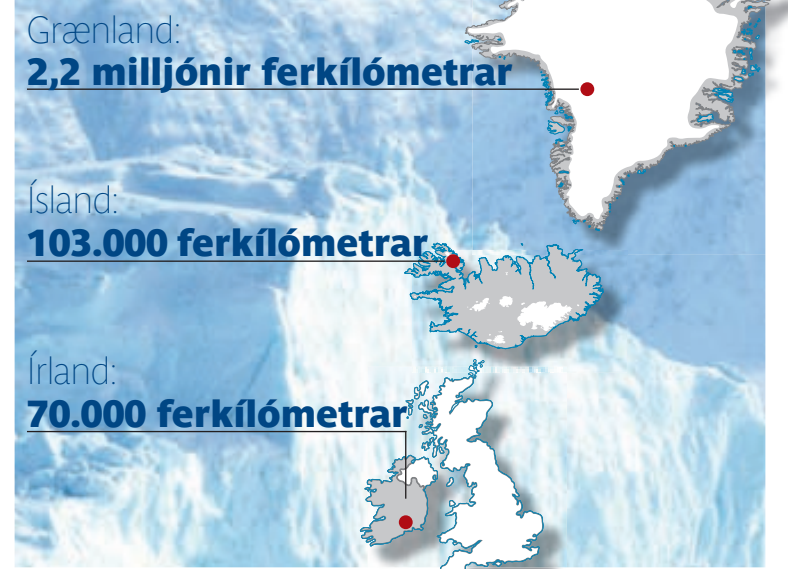 Grænland:
2,2 milljónir ferkílómetrar
Ísland:
103.000 ferkílómetrar
Írland:
70.000 ferkílómetrar